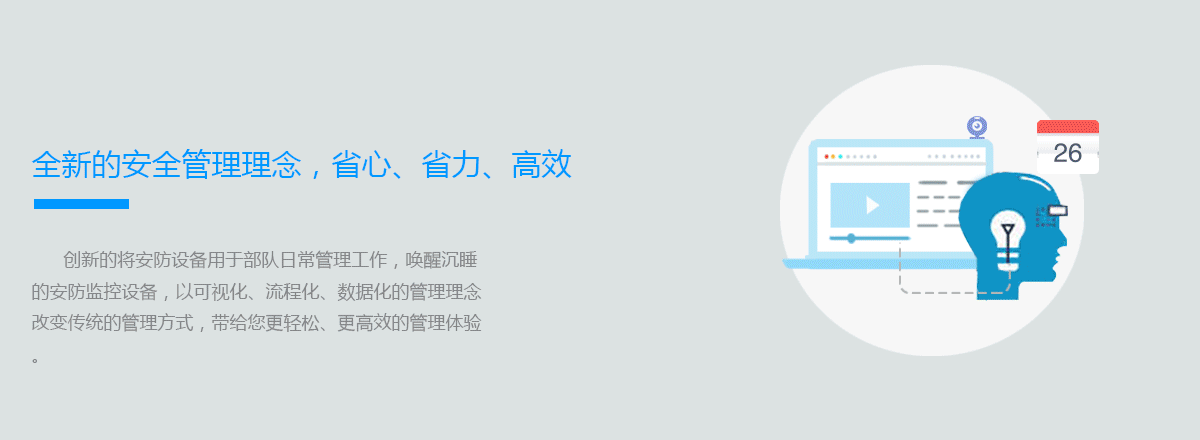 全新的安全管理理念，省心、省力、高效
26
创新的将安防设备用于部队日常管理工作，唤醒沉睡
的安防监控设备，以可视化、流程化、数据化的管理理念
改变传统的管理方式，带给您更轻松、更高效的管理体验
。